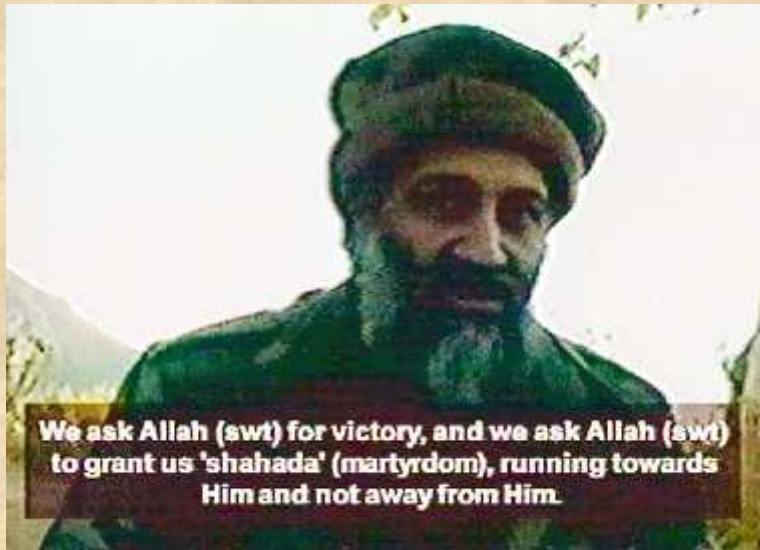 We ask Allah (swt) for victory, and we ask Allah (swt)
to grant us 'shahada' (martyrdom), running towards
Him and not away from Him.